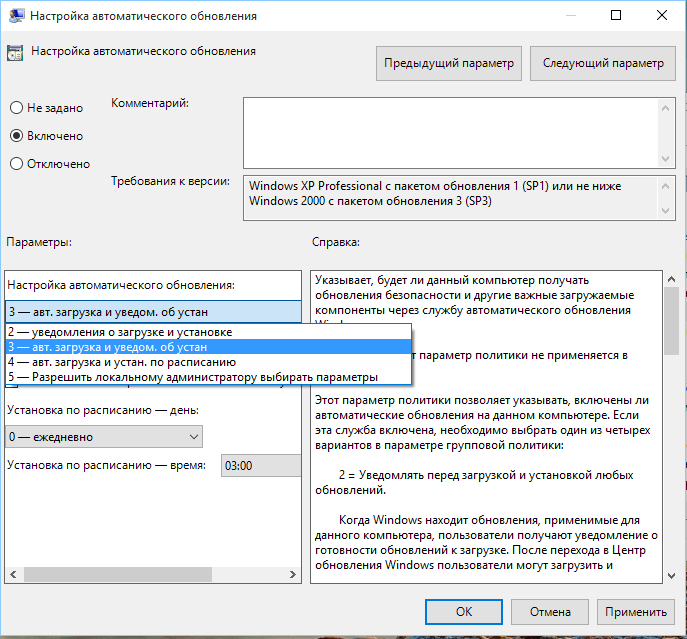 Настройка автоматического обновления
Настройка автоматического обновления
Предыдущий параметр
Следующий параметр
Не задано
Включено
Отключено
Комментарий:
Требования к версии:
Windows XP Professional с пакетом обновления 1 (SP1) или не ниже
Windows 2000 с пакетом обновления 3 (SP3)
Параметры:
Настройка автоматического обновления:
3 — авт. загрузка и уведом. об устан
2 — уведомления о загрузке и установке
3 — авт. загрузка и уведом. об устан
4 — авт. загрузка и устан. по расписанию
5 — Разрешить локальному администратору выбирать параметры
Установка по расписанию — день:
0 — ежедневно
Установка по расписанию — время:
03:00
Справка:
Указывает, будет ли данный компьютер получать
обновления безопасности и другие важные загружаемые
компоненты через службу автоматического обновления
т параметр политики не применяется в
Этот параметр политики позволяет указывать, включены ли
автоматические обновления на данном компьютере. Если
эта служба включена, необходимо выбрать один из четырех
вариантов в параметре групповой политики:
2 = Уведомлять перед загрузкой и установкой любых
обновлений.
Когда Windows находит обновления, применимые для
данного компьютера, пользователи получают уведомление о
готовности обновлений к загрузке. После перехода в Центр
обновления Windows пользователи могут загрузить и
ОК
Отмена
Применить